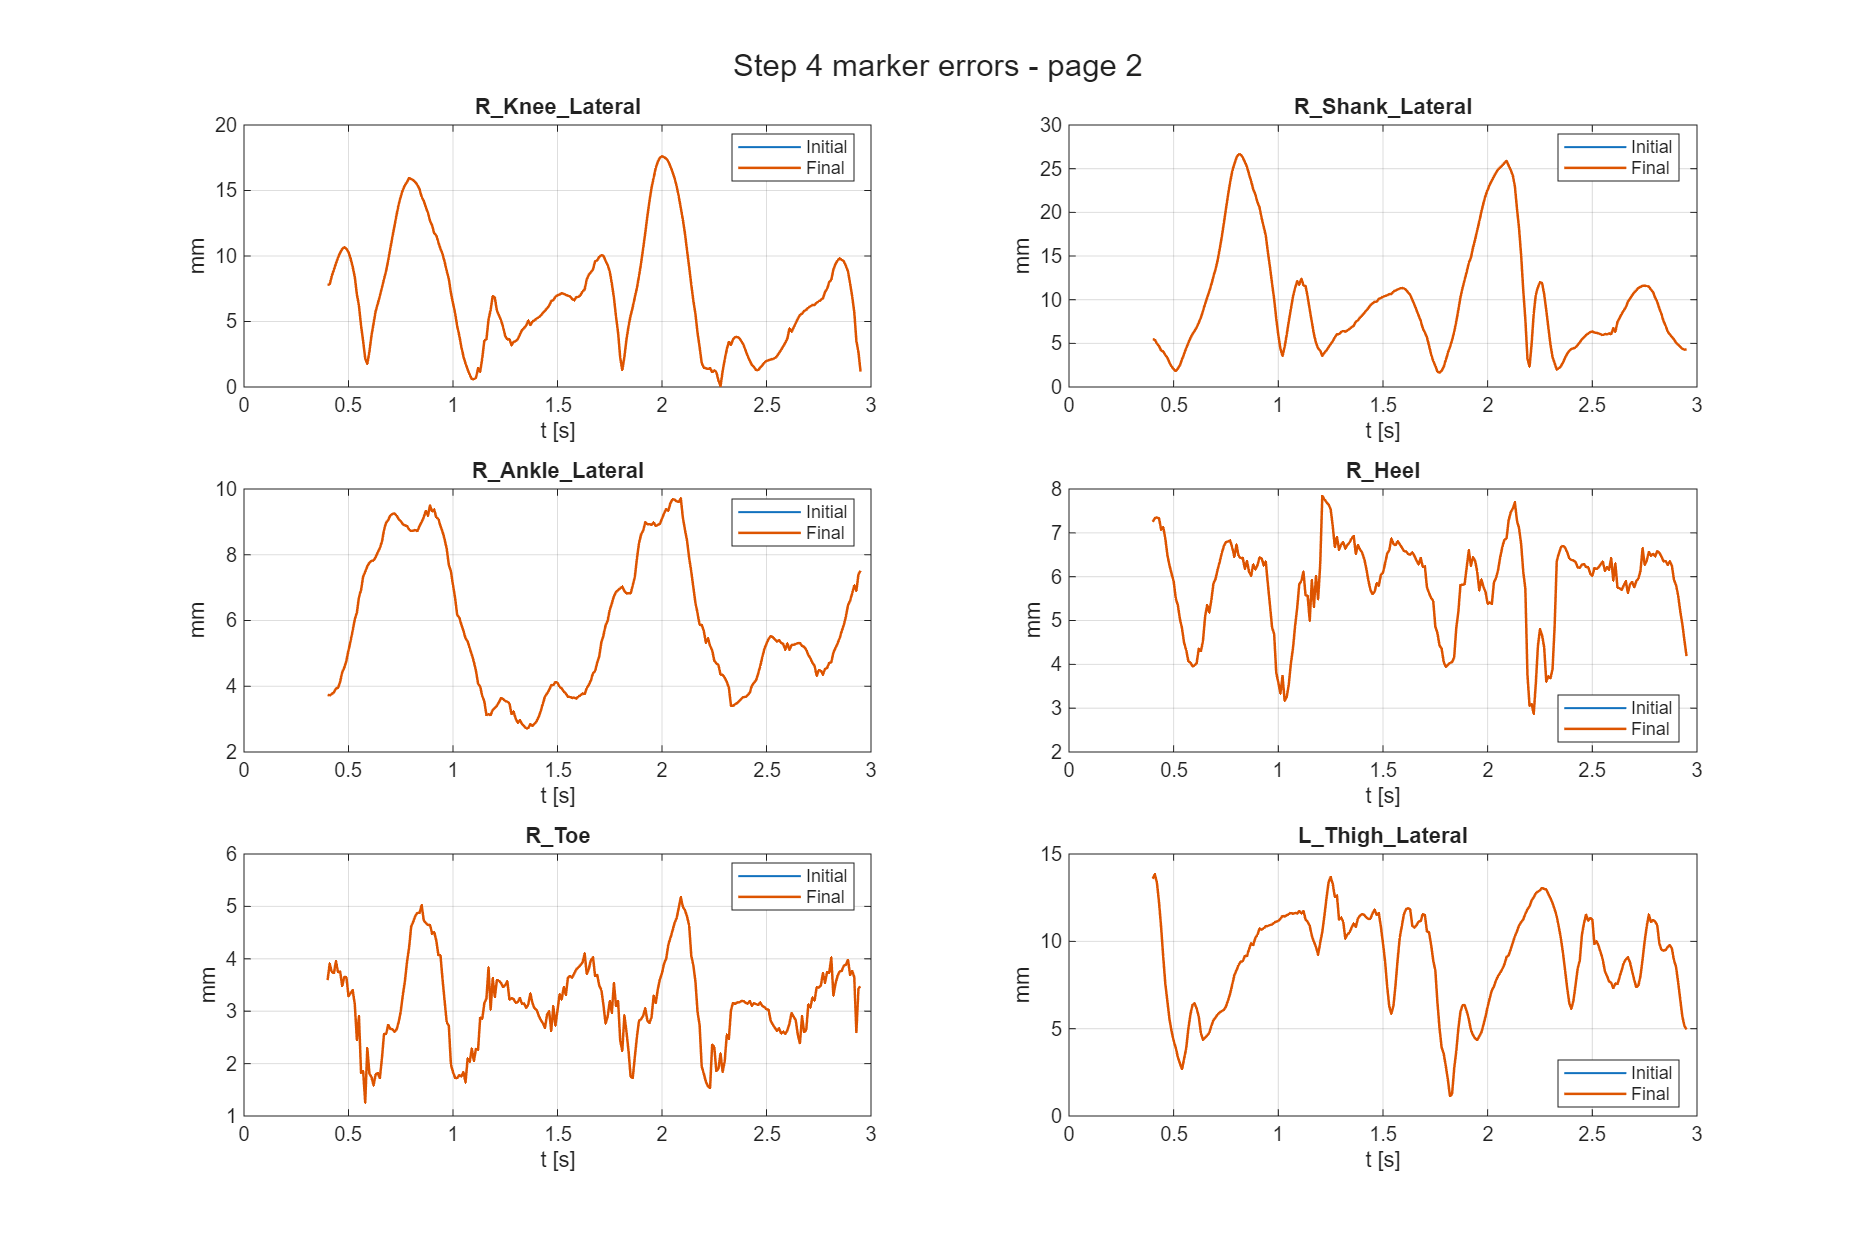 Step 4 marker errors - page 2
R_Knee_Lateral
20
15
10
5
0
mm
0 0.5 1 1.5 2 2.5 3
t [s]
Initial
Final
R_Shank_Lateral
30
25
20
15
10
5
0
mm
0 0.5 1 1.5 2 2.5 3
t [s]
Initial
Final
R_Ankle_Lateral
10
8
6
4
2
mm
0 0.5 1 1.5 2 2.5 3
t [s]
Initial
Final
R_Heel
8
7
6
5
4
3
2
mm
0 0.5 1 1.5 2 2.5 3
t [s]
Initial
Final
R_Toe
6
5
4
3
2
1
mm
0 0.5 1 1.5 2 2.5 3
t [s]
Initial
Final
L_Thigh_Lateral
15
10
5
0
mm
0 0.5 1 1.5 2 2.5 3
t [s]
Initial
Final